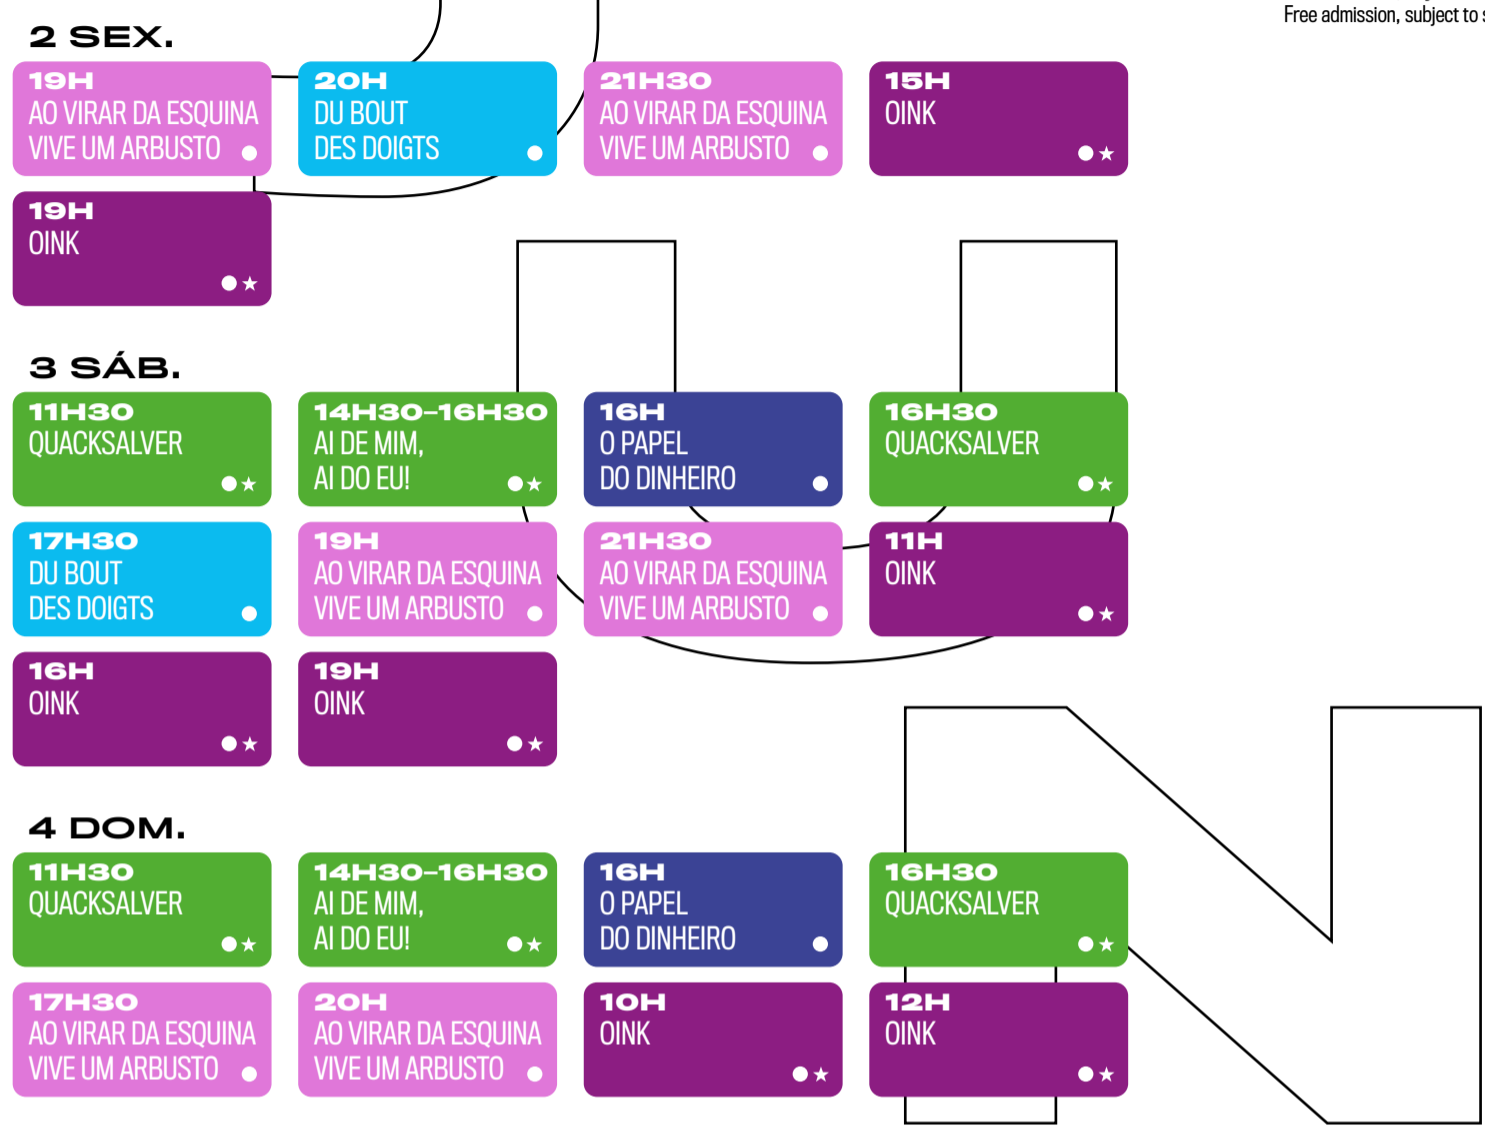 Free admission, subject to
2 SEX.
19H
AO VIRAR DA ESQUINA
VIVE UM ARBUSTO
20H
DU BOUT
DES DOIGTS
21H30
AO VIRAR DA ESQUINA
VIVE UM ARBUSTO
15H
OINK
19H
OINK
3 SÁB.
11H30
QUACKSALVER
14H30–16H30
AI DE MIM,
AI DO EU!
16H
O PAPEL
DO DINHEIRO
16H30
QUACKSALVER
17H30
DU BOUT
DES DOIGTS
19H
AO VIRAR DA ESQUINA
VIVE UM ARBUSTO
21H30
AO VIRAR DA ESQUINA
VIVE UM ARBUSTO
11H
OINK
16H
OINK
19H
OINK
4 DOM.
11H30
QUACKSALVER
14H30–16H30
AI DE MIM,
AI DO EU!
16H
O PAPEL
DO DINHEIRO
16H30
QUACKSALVER
17H30
AO VIRAR DA ESQUINA
VIVE UM ARBUSTO
20H
AO VIRAR DA ESQUINA
VIVE UM ARBUSTO
10H
OINK
12H
OINK